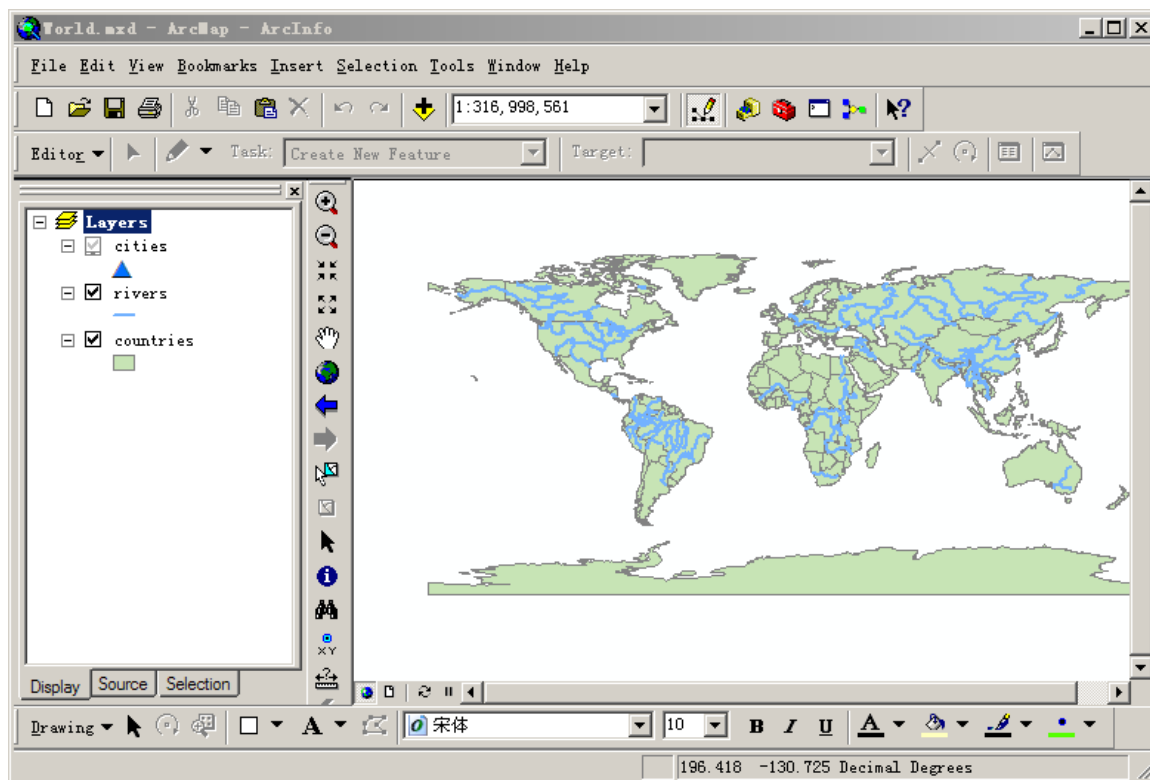 World.mxd - ArcMap - ArcInfo
File Edit View Bookmarks Insert Selection Tools Window Help
1:316,998,561
Editor Task: Create New Feature Target:
Layers
cities
rivers
countries
XY
Display Source Selection
Drawing A 宋体 10 B I U A
196.418 -130.725 Decimal Degrees